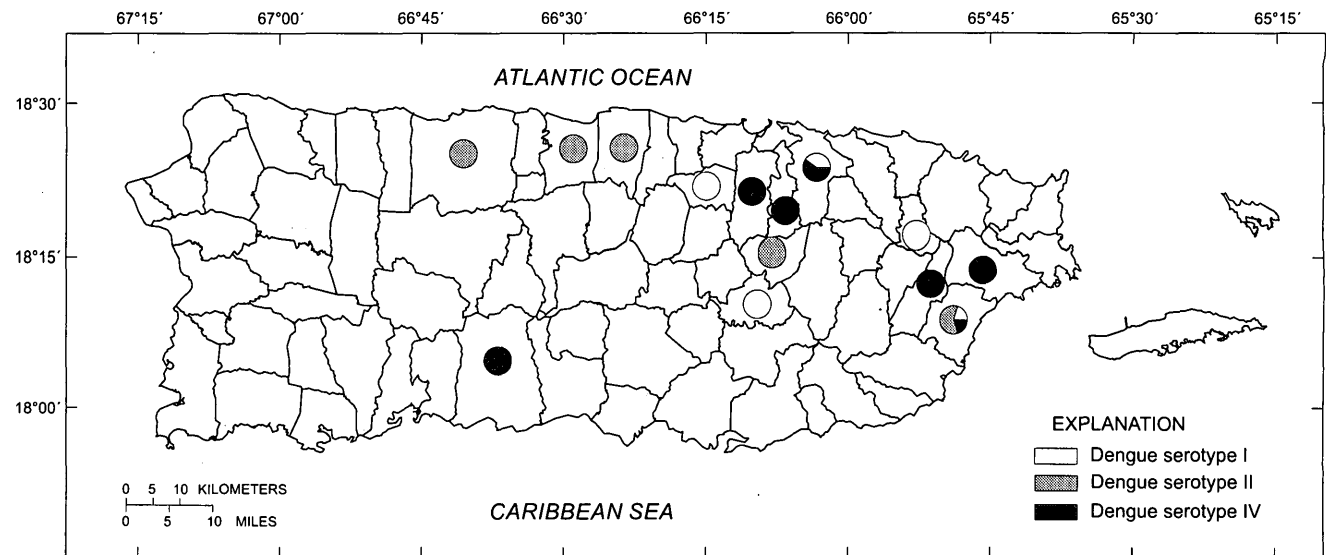 67°15′ 67°00′ 66°45′ 66°30′ 66°15′ 66°00′ 65°45′ 65°30′ 65°15′
ATLANTIC OCEAN
18°30′
18°15′
18°00′
EXPLANATION
Dengue serotype I
Dengue serotype II
Dengue serotype IV
0 5 10 KILOMETERS
0 5 10 MILES
CARIBBEAN SEA